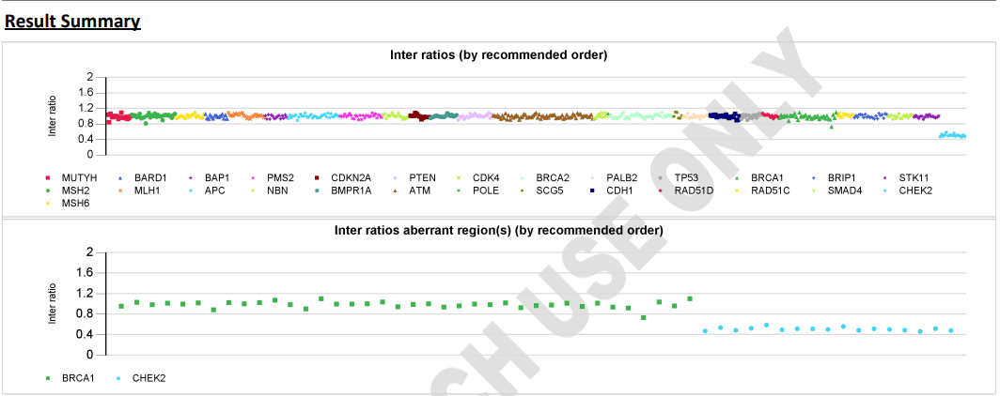 Result Summary
Inter ratios (by recommended order)
Inter ratio
2
1.6
1.2
0.8
0.4
0
MUTYH BARD1 BAP1 PMS2 CDKN2A PTEN CDK4 BRCA2 PALB2 TP53 BRCA1 BRIP1 STK11
MSH2 MLH1 APC NBN BMPR1A ATM POLE SCG5 CDH1 RAD51D RAD51C SMAD4 CHEK2
MSH6
Inter ratios aberrant region(s) (by recommended order)
Inter ratio
2
1.6
1.2
0.8
0.4
0
BRCA1 CHEK2
USE ONLY